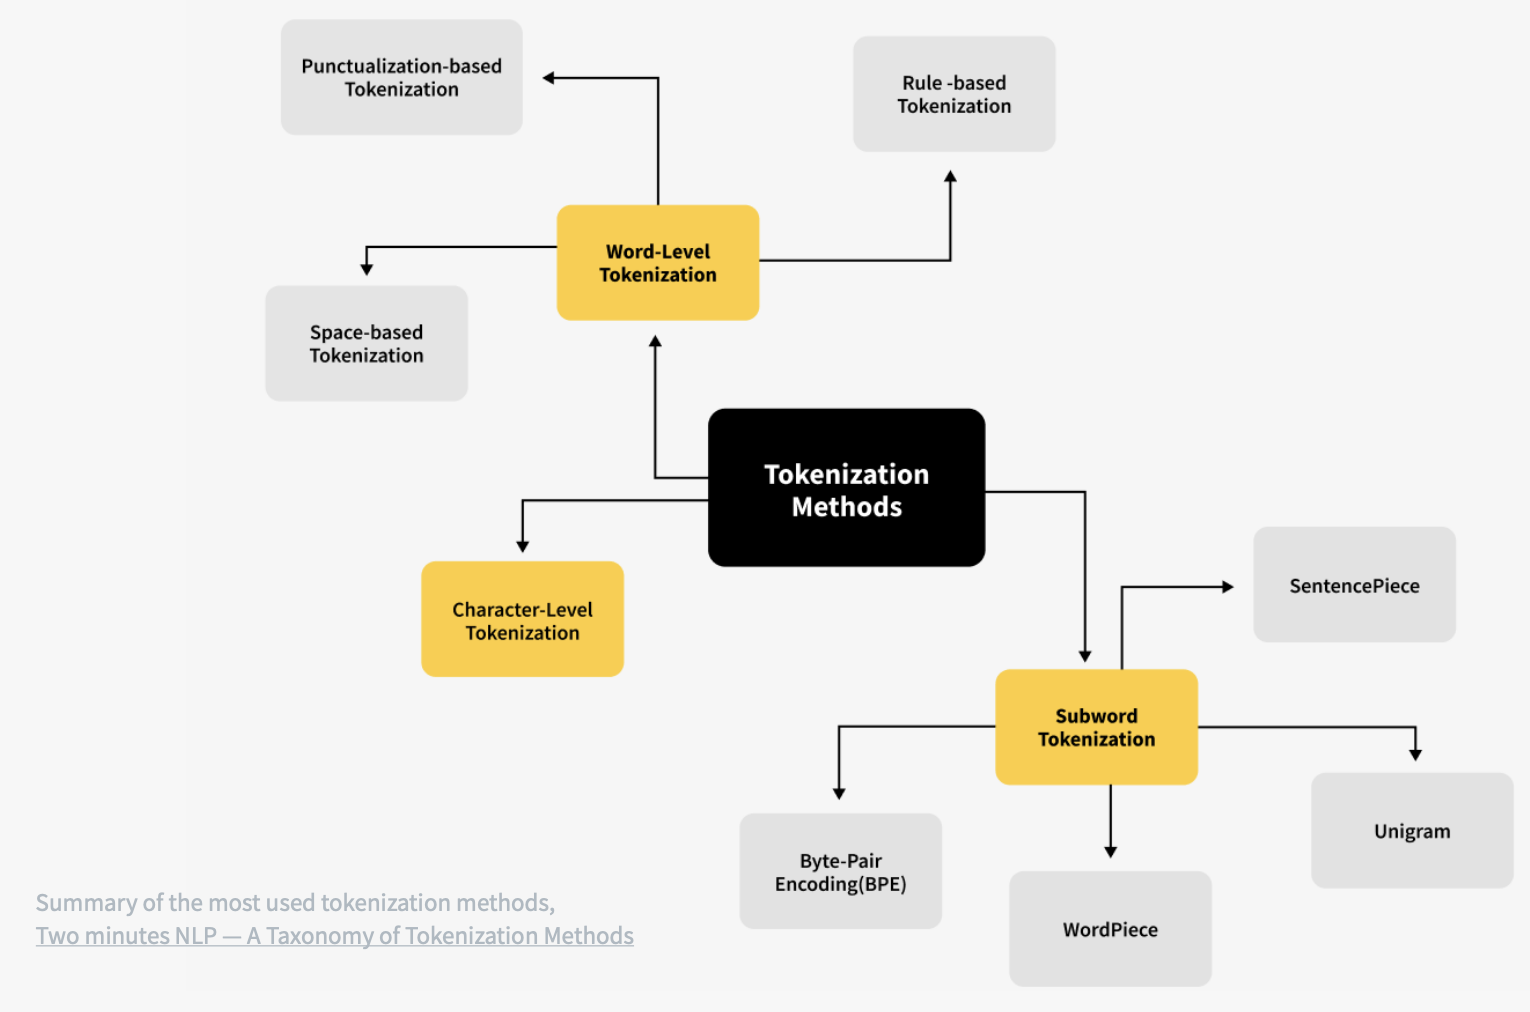 Punctualization-based
Tokenization
Rule -based
Tokenization
Word-Level
Tokenization
Space-based
Tokenization
Tokenization
Methods
Character-Level
Tokenization
SentencePiece
Subword
Tokenization
Unigram
Byte-Pair
Encoding(BPE)
WordPiece
Summary of the most used tokenization methods,
Two minutes NLP — A Taxonomy of Tokenization Methods